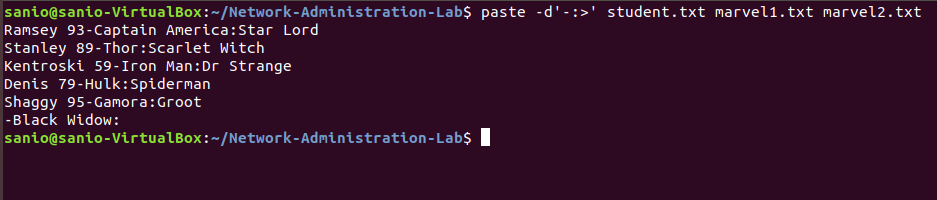 sanio@sanio-VirtualBox:~/Network-Administration-Lab$ paste -d'-:>' student.txt marvel1.txt marvel2.txt
Ramsey 93-Captain America:Star Lord
Stanley 89-Thor:Scarlet Witch
Kentroski 59-Iron Man:Dr Strange
Denis 79-Hulk:Spiderman
Shaggy 95-Gamora:Groot
-Black Widow:
sanio@sanio-VirtualBox:~/Network-Administration-Lab$